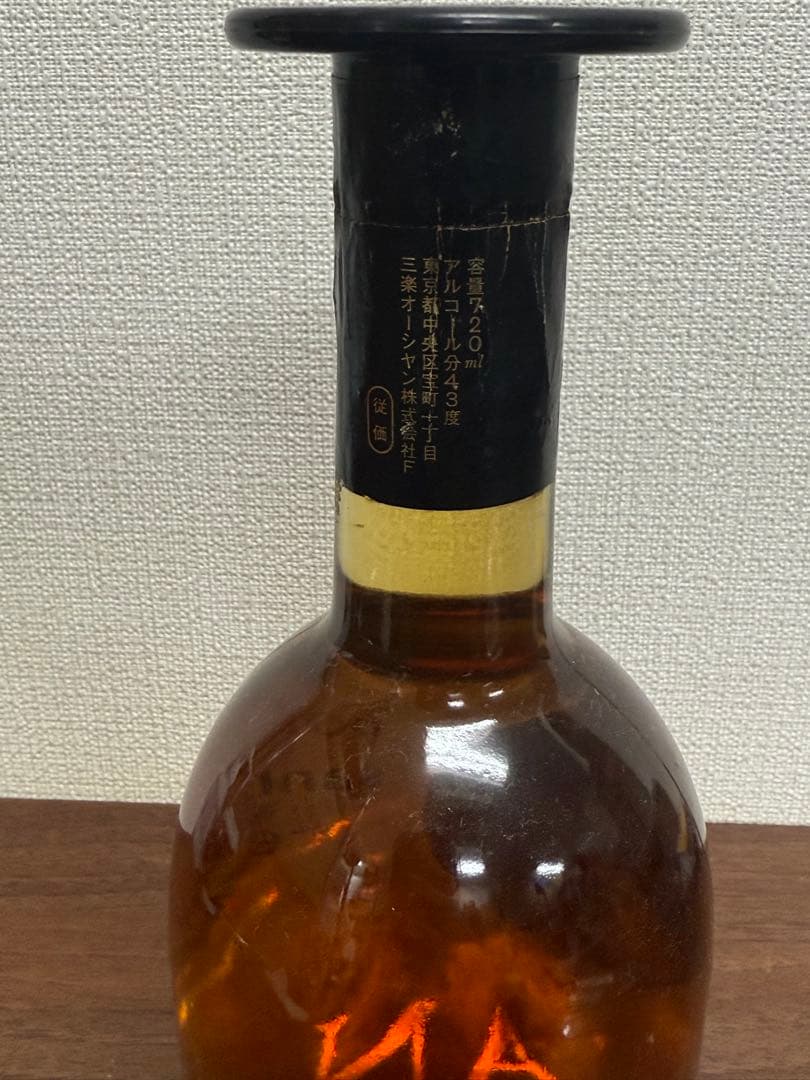 容量720ml
アルコール分43度
東京都中央区宝町一丁目
三楽オーシャン株式会社F
従価